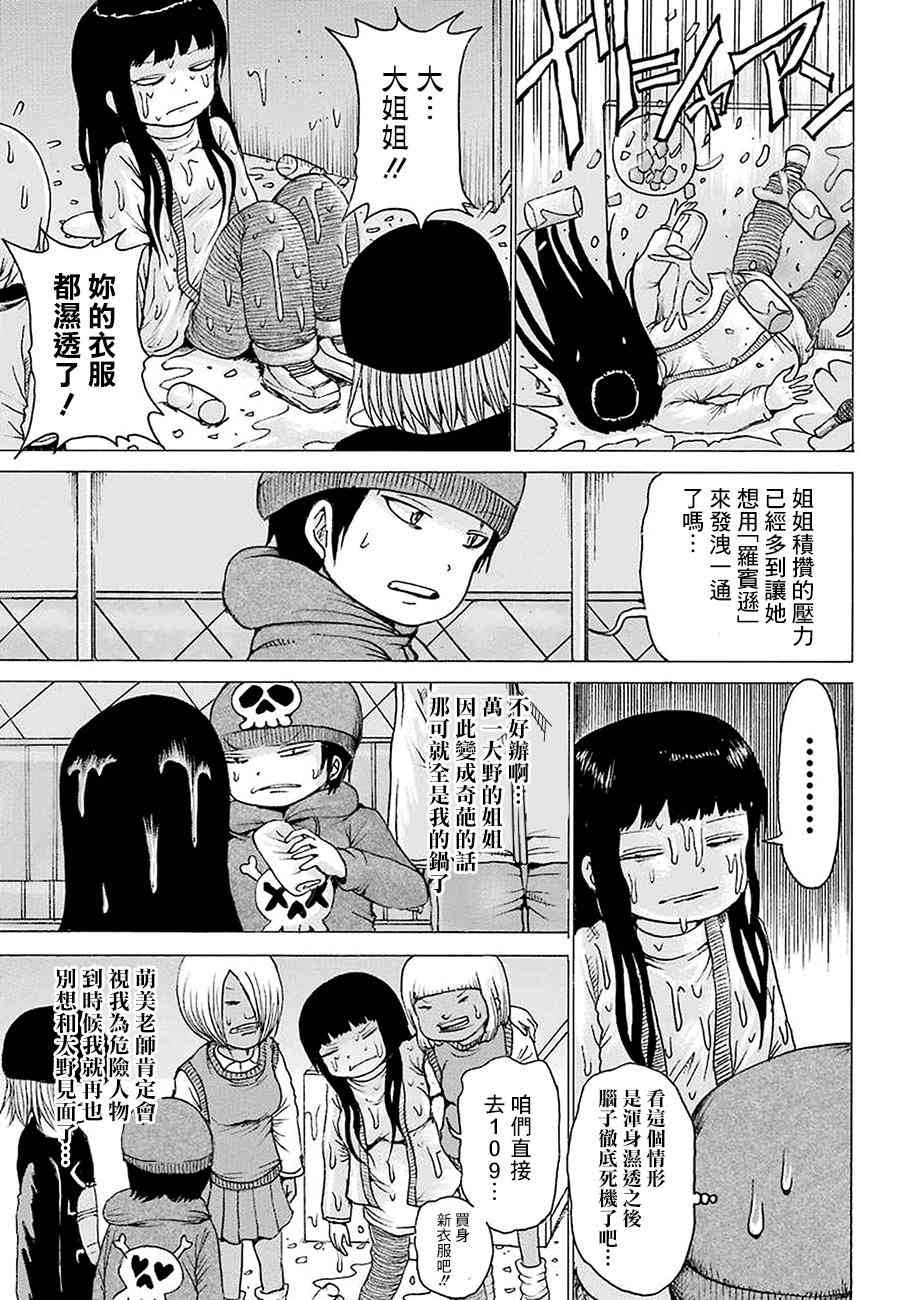 ガシャアーン
大…
大姐姐!!
妳的衣服
都濕透了!
姐姐積攢的壓力
已經多到讓她
想用「羅賓遜」
來發洩一通
了嗎…
………
看這個情形
是渾身濕透之後
腦子徹底死機了吧…
不好辦啊…
萬一大野的姐姐
因此變成奇葩的話
那可就全是我的鍋了
咱們直接
去109…
買身
新衣服吧!!
萌美老師肯定會
視我為危險人物
到時候我就再也
別想和大野見面了…